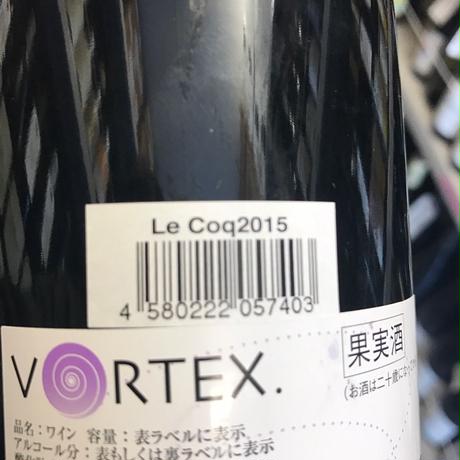 Le Coq2015
4 580222 057403
VORTEX.
果実酒
(お酒は二十歳に
品名：ワイン 容量：表ラベルに表示
アルコール分：表もしくは裏ラベルに表示